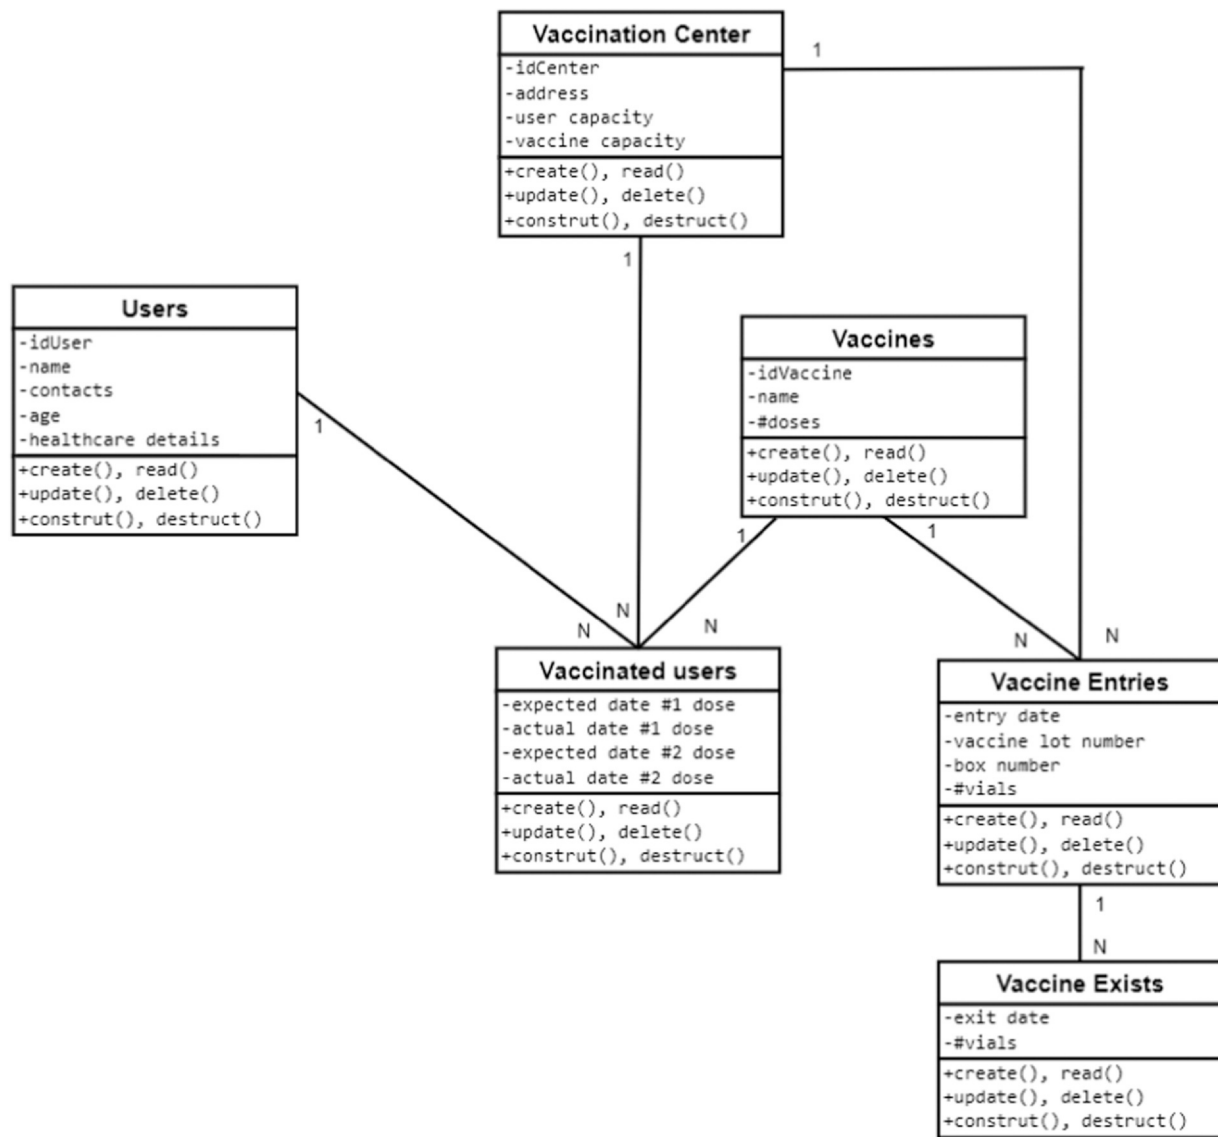 Vaccination Center
-idCenter
-address
-user capacity
-vaccine capacity
+create(), read()
+update(), delete()
+construt(), destruct()
1
1
Users
-idUser
-name
-contacts
-age
-healthcare details
+create(), read()
+update(), delete()
+construt(), destruct()
1
Vaccines
-idVaccine
-name
-#doses
+create(), read()
+update(), delete()
+construt(), destruct()
1
1
N
N
N
N
N
Vaccinated users
-expected date #1 dose
-actual date #1 dose
-expected date #2 dose
-actual date #2 dose
+create(), read()
+update(), delete()
+construt(), destruct()
Vaccine Entries
-entry date
-vaccine lot number
-box number
-#vials
+create(), read()
+update(), delete()
+construt(), destruct()
1
N
Vaccine Exists
-exit date
-#vials
+create(), read()
+update(), delete()
+construt(), destruct()